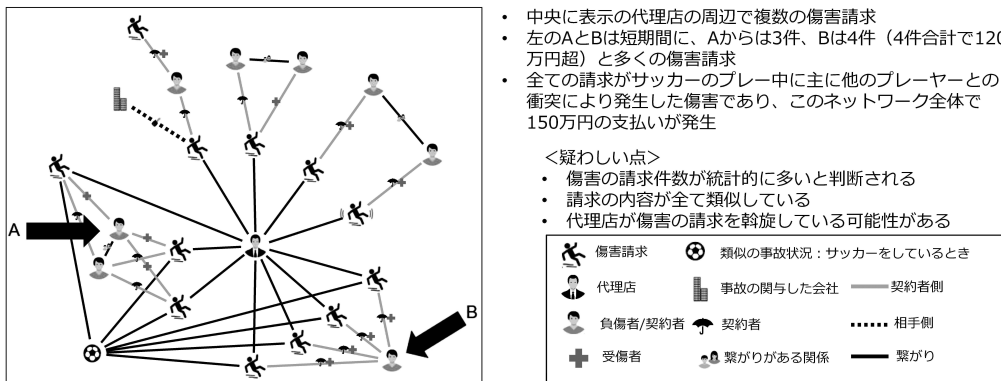 A
B
• 中央に表示の代理店の周辺で複数の傷害請求
• 左のAとBは短期間に、Aからは3件、Bは4件（4件合計で120
万円超）と多くの傷害請求
• 全ての請求がサッカーのプレー中に主に他のプレーヤーとの
衝突により発生した傷害であり、このネットワーク全体で
150万円の支払いが発生
＜疑わしい点＞
• 傷害の請求件数が統計的に多いと判断される
• 請求の内容が全て類似している
• 代理店が傷害の請求を斡旋している可能性がある
傷害請求 類似の事故状況：サッカーをしているとき
代理店 事故の関与した会社 契約者側
負傷者/契約者 契約者 相手側
受傷者 繋がりがある関係 繋がり